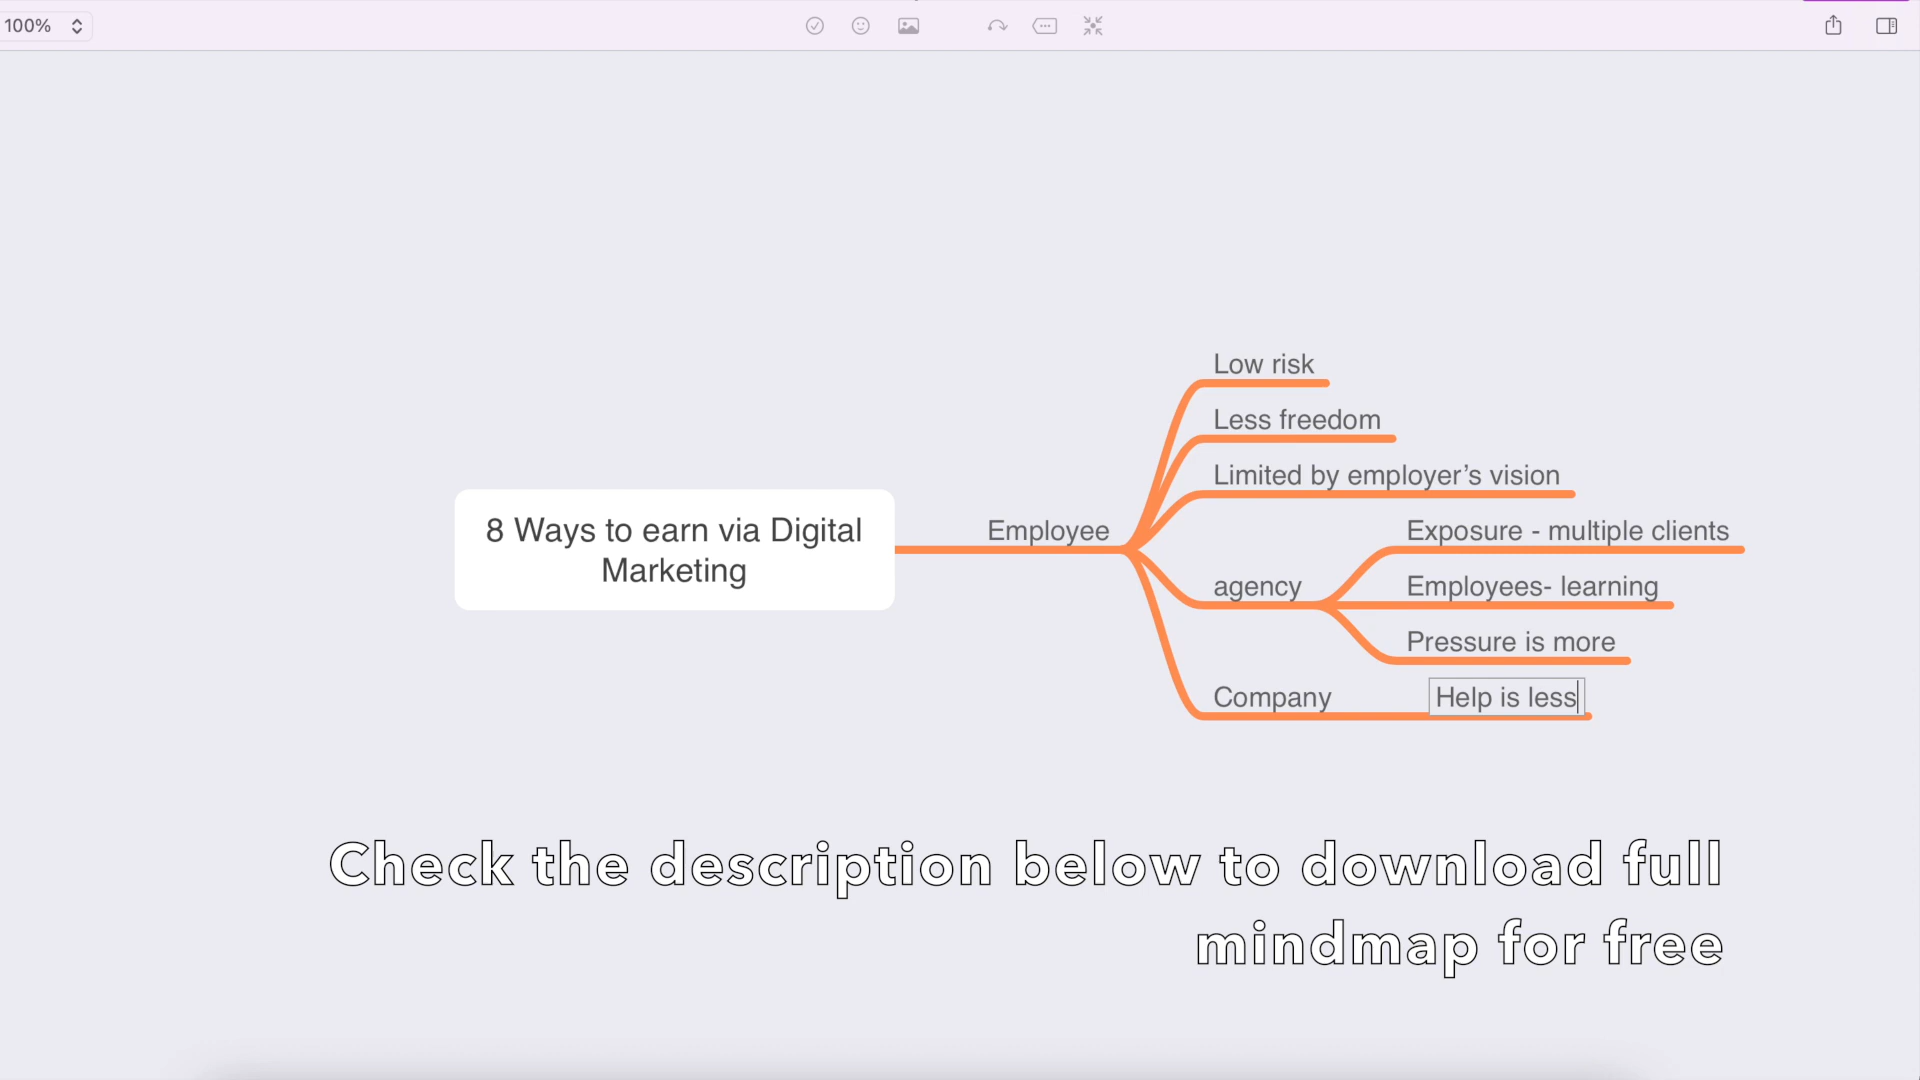 100%
Low risk
Less freedom
Limited by employer’s vision
8 Ways to earn via Digital
Marketing
Employee
Exposure - multiple clients
agency
Employees- learning
Pressure is more
Company
Help is less
Check the description below to download full
mindmap for free